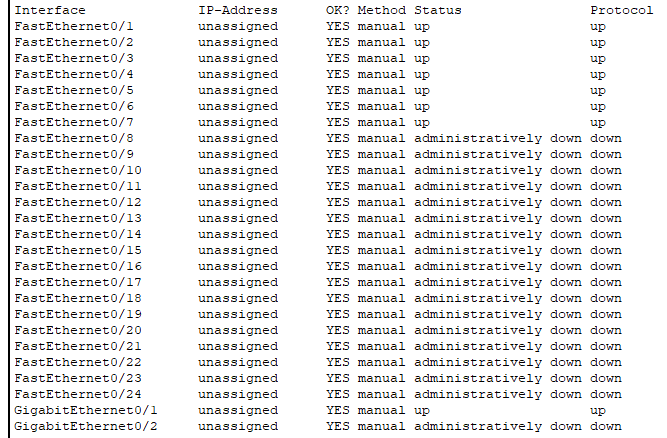 Interface IP-Address OK? Method Status Protocol
FastEthernet0/1 unassigned YES manual up up
FastEthernet0/2 unassigned YES manual up up
FastEthernet0/3 unassigned YES manual up up
FastEthernet0/4 unassigned YES manual up up
FastEthernet0/5 unassigned YES manual up up
FastEthernet0/6 unassigned YES manual up up
FastEthernet0/7 unassigned YES manual up up
FastEthernet0/8 unassigned YES manual administratively down down
FastEthernet0/9 unassigned YES manual administratively down down
FastEthernet0/10 unassigned YES manual administratively down down
FastEthernet0/11 unassigned YES manual administratively down down
FastEthernet0/12 unassigned YES manual administratively down down
FastEthernet0/13 unassigned YES manual administratively down down
FastEthernet0/14 unassigned YES manual administratively down down
FastEthernet0/15 unassigned YES manual administratively down down
FastEthernet0/16 unassigned YES manual administratively down down
FastEthernet0/17 unassigned YES manual administratively down down
FastEthernet0/18 unassigned YES manual administratively down down
FastEthernet0/19 unassigned YES manual administratively down down
FastEthernet0/20 unassigned YES manual administratively down down
FastEthernet0/21 unassigned YES manual administratively down down
FastEthernet0/22 unassigned YES manual administratively down down
FastEthernet0/23 unassigned YES manual administratively down down
FastEthernet0/24 unassigned YES manual administratively down down
GigabitEthernet0/1 unassigned YES manual up up
GigabitEthernet0/2 unassigned YES manual administratively down down